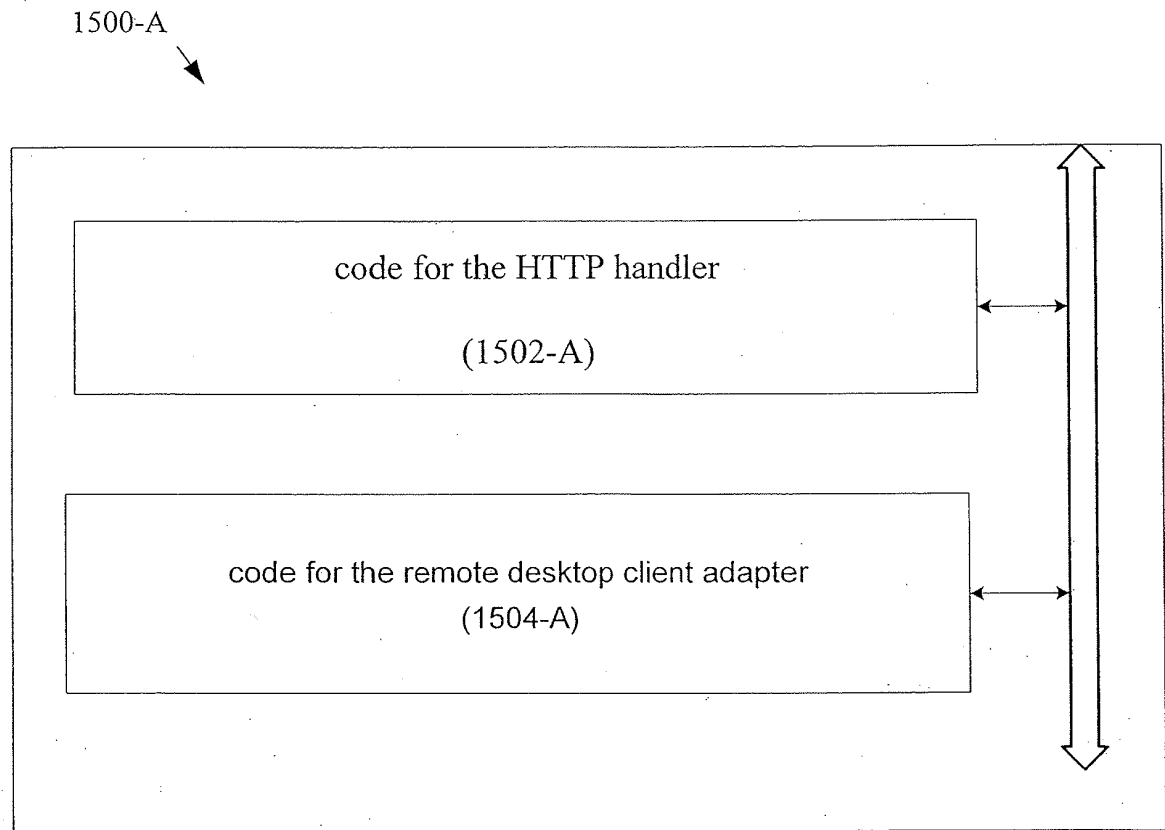 1500-A
code for the HTTP handler
(1502-A)
code for the remote desktop client adapter
(1504-A)